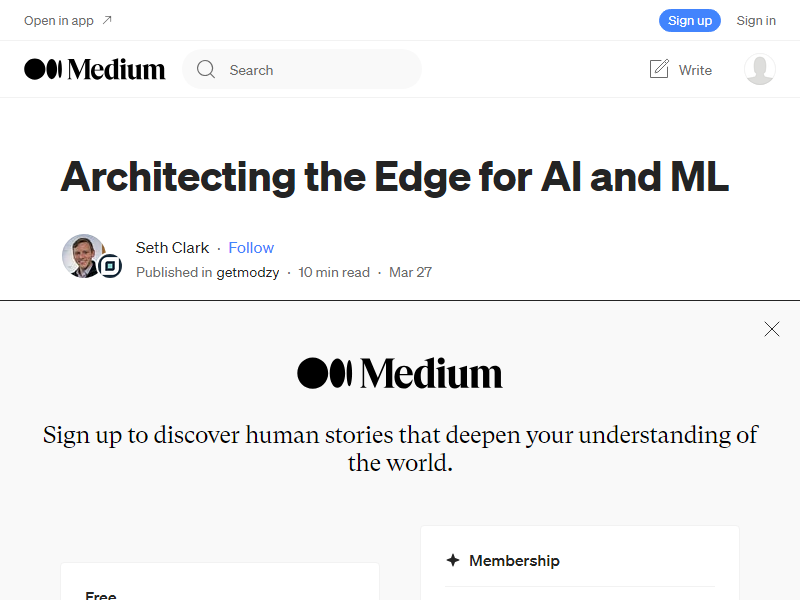 Open in app
Sign up
Sign in
Medium
Search
Write
Architecting the Edge for AI and ML
Seth Clark · Follow
Published in getmodzy · 10 min read · Mar 27
Medium
Sign up to discover human stories that deepen your understanding of
the world.
Membership
Free